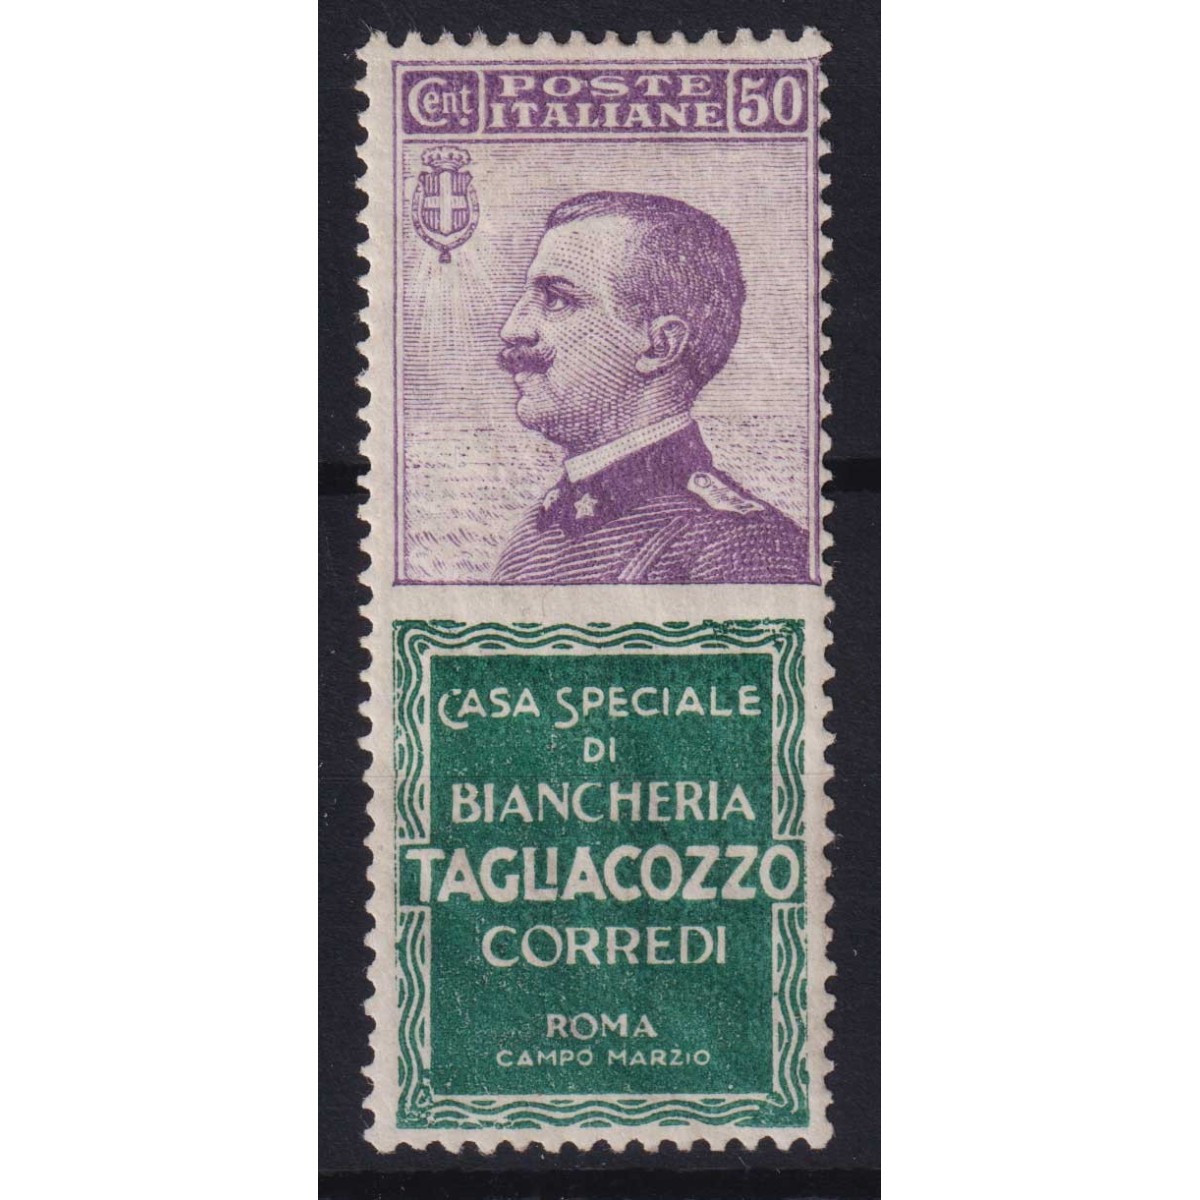 Cent. POSTE ITALIANE 50
CASA SPECIALE
DI
BIANCHERIA
TAGLIACOZZO
CORREDI
ROMA
CAMPO MARZIO